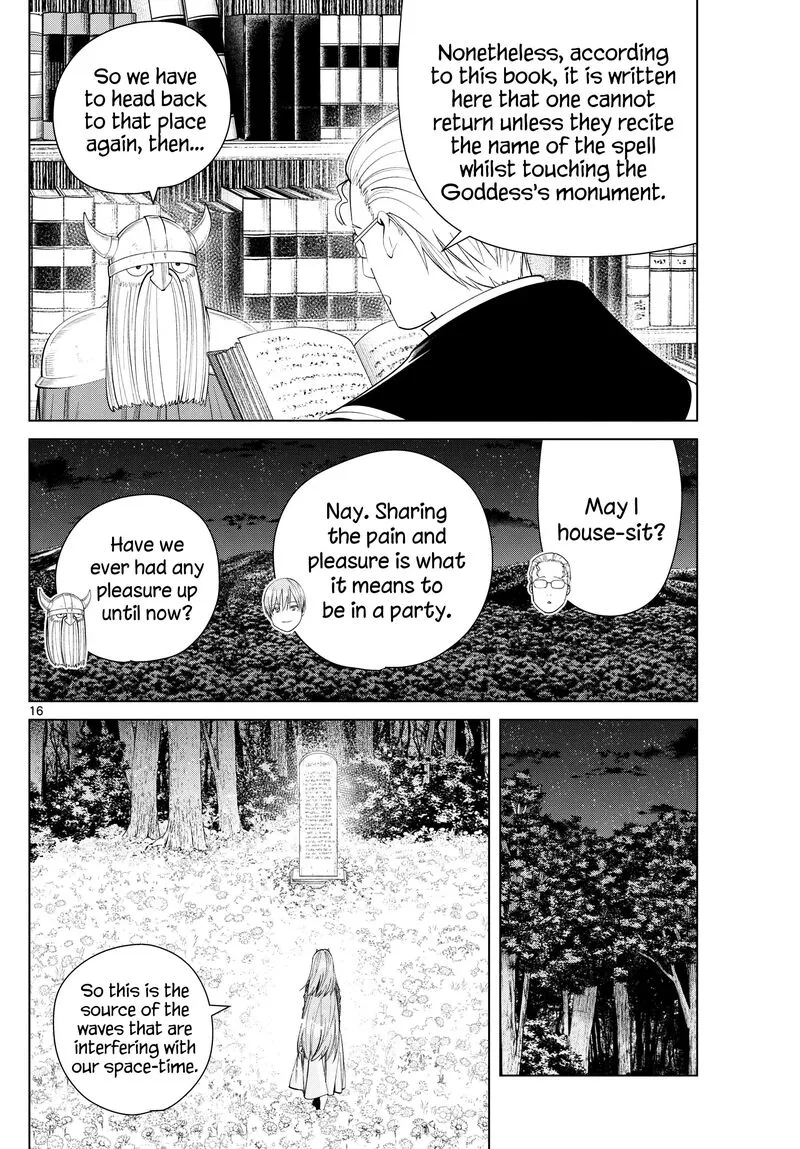 Nonetheless, according
to this book, it is written
here that one cannot
return unless they recite
the name of the spell
whilst touching the
Goddess's monument.
So we have
to head back
to that place
again, then...
May I
house-sit?
Nay. Sharing
the pain and
pleasure is what
it means to
be in a party.
Have we
ever had any
pleasure up
until now?
16
So this is the
source of the
waves that are
interfering with
our space-time.